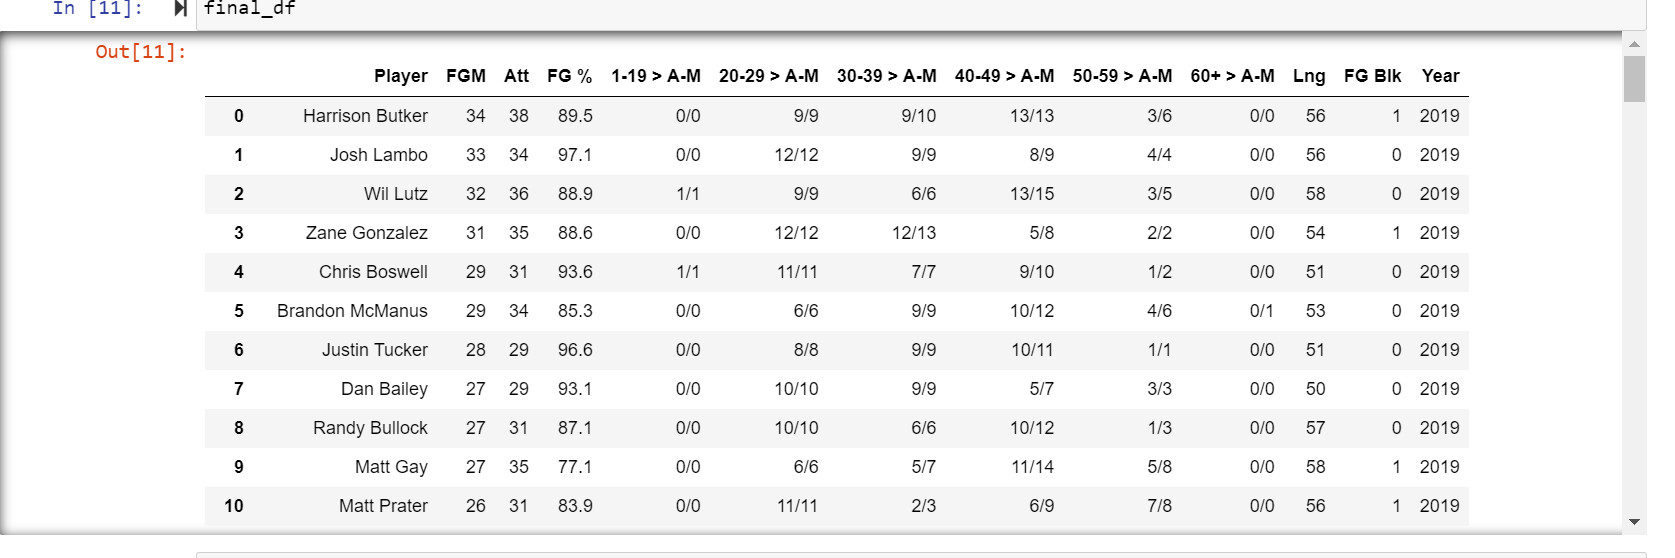 In [11]: final_df
Out[11]:
Player FGM Att FG % 1-19 > A-M 20-29 > A-M 30-39 > A-M 40-49 > A-M 50-59 > A-M 60+ > A-M Lng FG Blk Year
0 Harrison Butker 34 38 89.5 0/0 9/9 9/10 13/13 3/6 0/0 56 1 2019
1 Josh Lambo 33 34 97.1 0/0 12/12 9/9 8/9 4/4 0/0 56 0 2019
2 Wil Lutz 32 36 88.9 1/1 9/9 6/6 13/15 3/5 0/0 58 0 2019
3 Zane Gonzalez 31 35 88.6 0/0 12/12 12/13 5/8 2/2 0/0 54 1 2019
4 Chris Boswell 29 31 93.6 1/1 11/11 7/7 9/10 1/2 0/0 51 0 2019
5 Brandon McManus 29 34 85.3 0/0 6/6 9/9 10/12 4/6 0/1 53 0 2019
6 Justin Tucker 28 29 96.6 0/0 8/8 9/9 10/11 1/1 0/0 51 0 2019
7 Dan Bailey 27 29 93.1 0/0 10/10 9/9 5/7 3/3 0/0 50 0 2019
8 Randy Bullock 27 31 87.1 0/0 10/10 6/6 10/12 1/3 0/0 57 0 2019
9 Matt Gay 27 35 77.1 0/0 6/6 5/7 11/14 5/8 0/0 58 1 2019
10 Matt Prater 26 31 83.9 0/0 11/11 2/3 6/9 7/8 0/0 56 1 2019